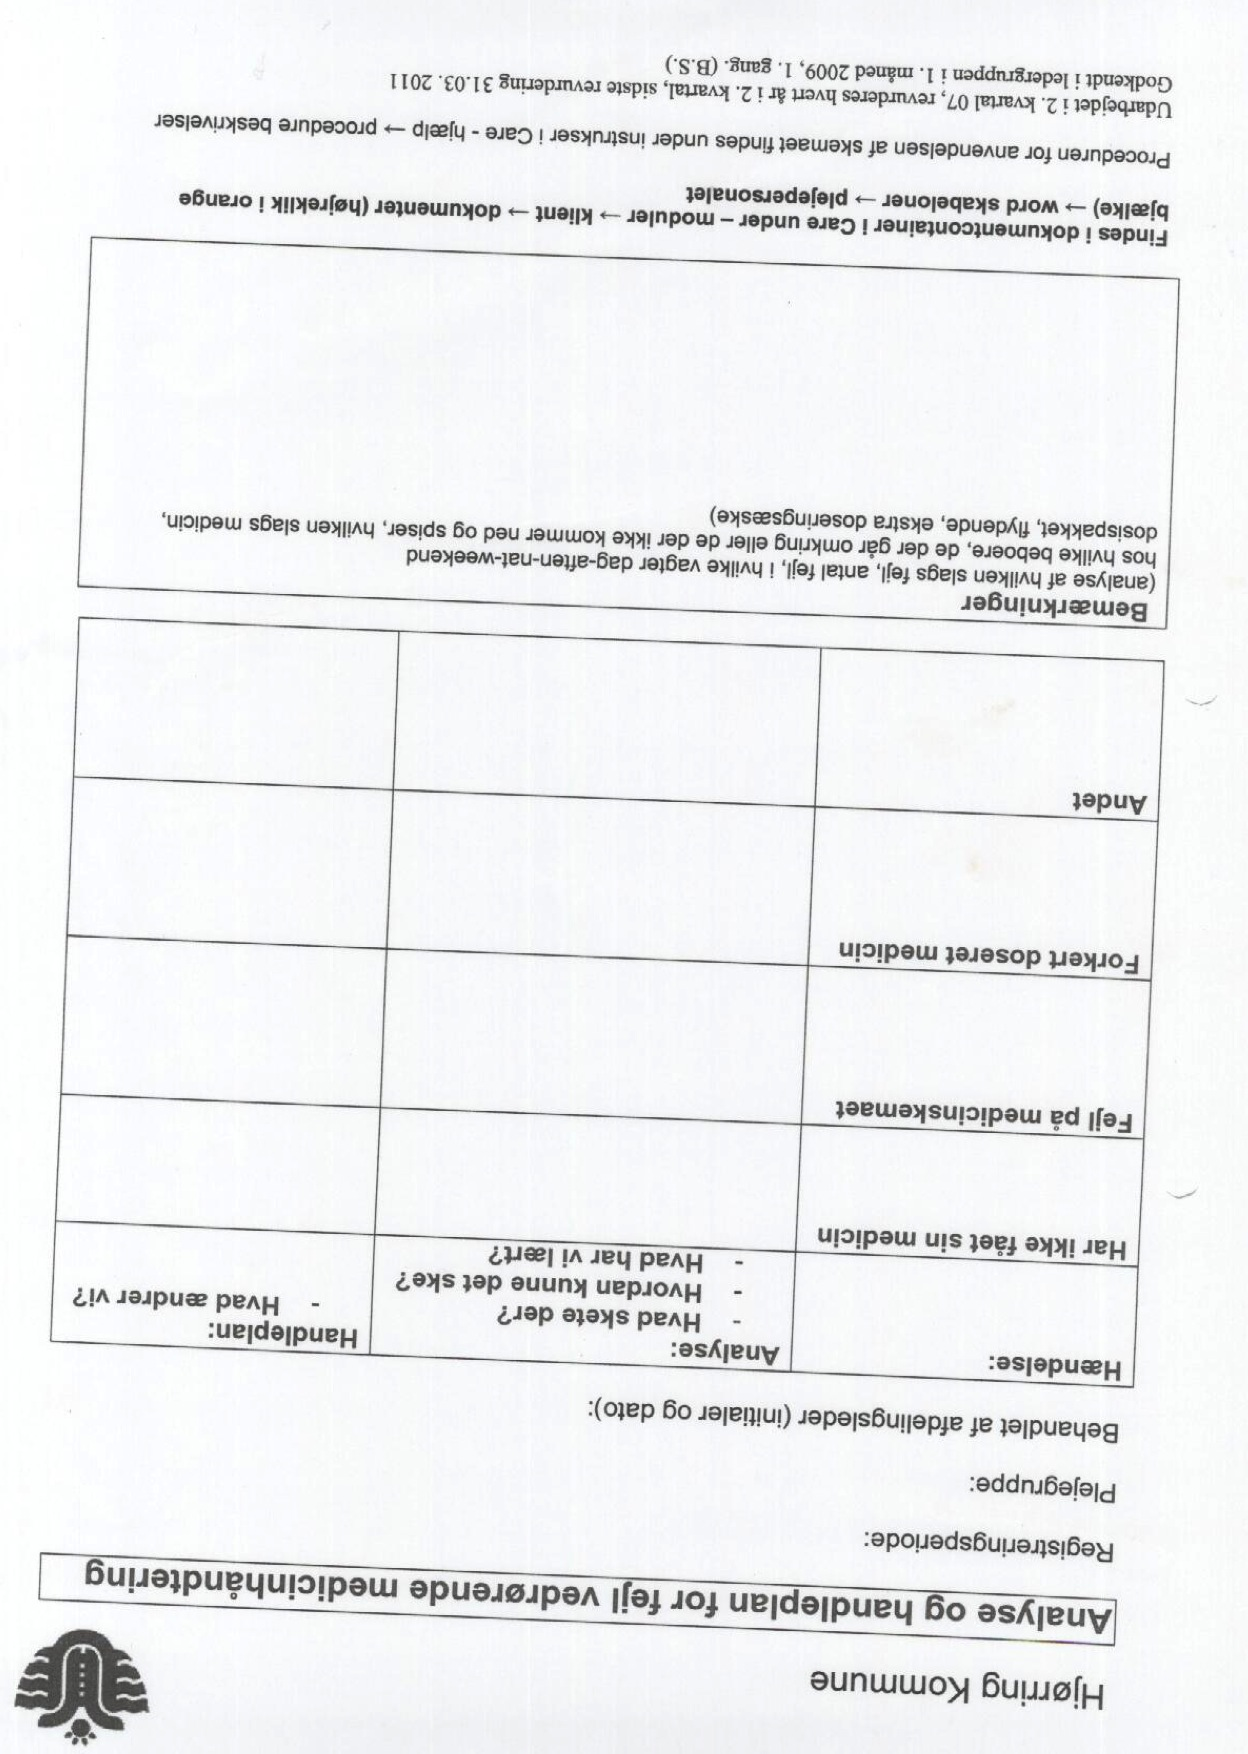 Hjørring Kommune
Analyse og handleplan for fejl vedrørende medicinhåndtering
Registreringsperiode:
Plejegruppe:
Behandlet af afdelingsleder (initialer og dato):
Hændelse:
Analyse:
- Hvad skete der?
- Hvordan kunne det ske?
- Hvad har vi lært?
Handleplan:
- Hvad ændrer vi?
Har ikke fået sin medicin
Fejl på medicinskemaet
Forkert doseret medicin
Andet
Bemærkninger
(analyse af hvilken slags fejl, antal fejl, i hvilke vagter dag-aften-nat-weekend
hos hvilke beboere, de der går omkring eller de der ikke kommer ned og spiser, hvilken slags medicin,
dosispakket, flydende, ekstra doseringsæske)
Findes i dokumentcontainer i Care under – moduler → klient → dokumenter (højreklik i orange
bjælke) → word skabeloner → plejepersonalet
Proceduren for anvendelsen af skemaet findes under instrukser i Care - hjælp → procedure beskrivelser
Udarbejdet i 2. kvartal 07, revurderes hvert år i 2. kvartal, sidste revurdering 31.03. 2011
Godkendt i ledergruppen i 1. måned 2009, 1. gang. (B.S.)